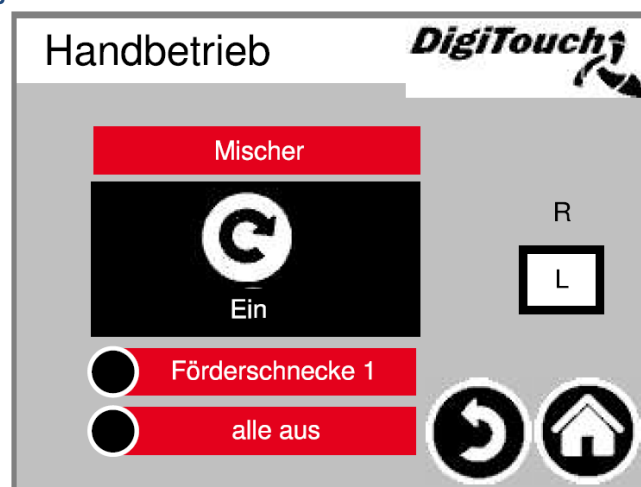 Handbetrieb
DigiTouch
Mischer
R
L
Ein
Förderschnecke 1
alle aus